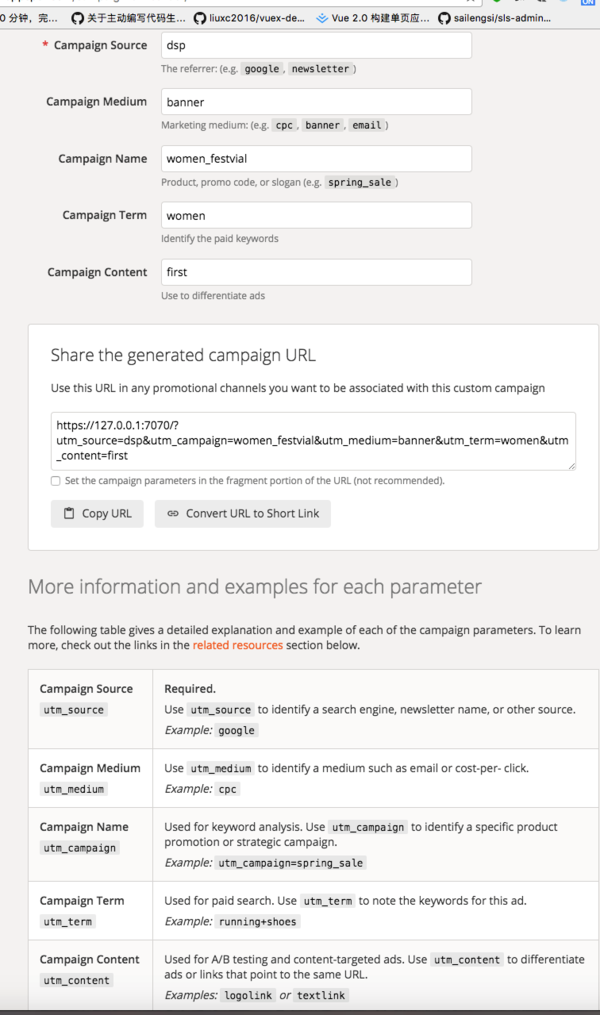 0 分钟，完... 关于主动编写代码生... liuxc2016/vuex-de... Vue 2.0 构建单页应... sailengsi/sls-admin...
ON
* Campaign Source dsp
The referrer: (e.g. google, newsletter)
Campaign Medium banner
Marketing medium: (e.g. cpc, banner, email)
Campaign Name women_festvial
Product, promo code, or slogan (e.g. spring_sale)
Campaign Term women
Identify the paid keywords
Campaign Content first
Use to differentiate ads
Share the generated campaign URL
Use this URL in any promotional channels you want to be associated with this custom campaign
https://127.0.0.1:7070/?
utm_source=dsp&utm_campaign=women_festvial&utm_medium=banner&utm_term=women&utm
_content=first
Set the campaign parameters in the fragment portion of the URL (not recommended).
Copy URL Convert URL to Short Link
More information and examples for each parameter
The following table gives a detailed explanation and example of each of the campaign parameters. To learn
more, check out the links in the related resources section below.
Campaign Source Required.
utm_source Use utm_source to identify a search engine, newsletter name, or other source.
Example: google
Campaign Medium Use utm_medium to identify a medium such as email or cost-per- click.
utm_medium Example: cpc
Campaign Name Used for keyword analysis. Use utm_campaign to identify a specific product
utm_campaign promotion or strategic campaign.
Example: utm_campaign=spring_sale
Campaign Term Used for paid search. Use utm_term to note the keywords for this ad.
utm_term Example: running+shoes
Campaign Content Used for A/B testing and content-targeted ads. Use utm_content to differentiate
utm_content ads or links that point to the same URL.
Examples: logolink or textlink